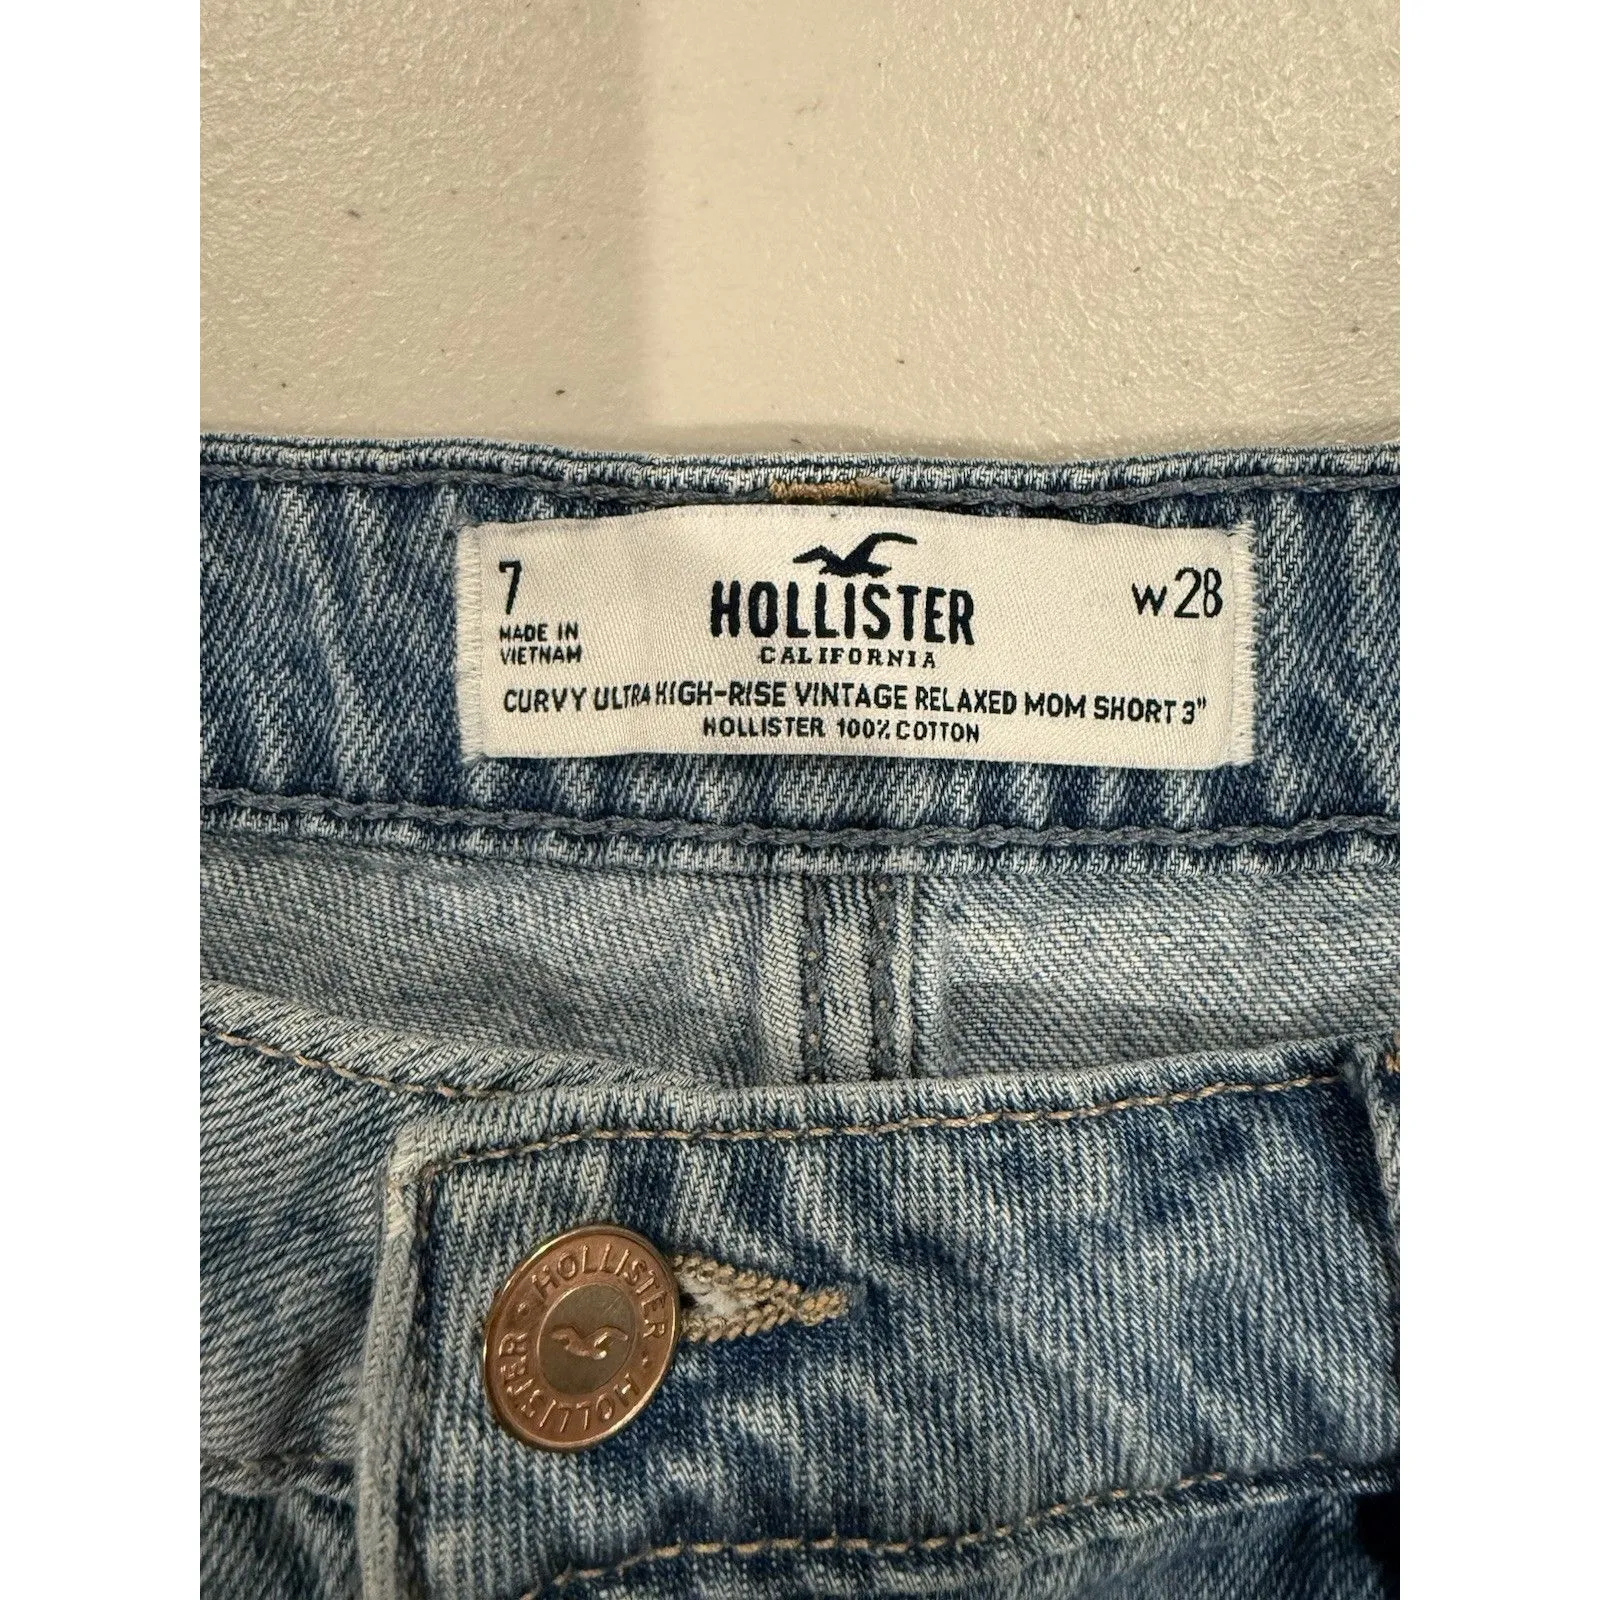 7
MADE IN
VIETNAM
HOLLISTER
CALIFORNIA
W28
CURVY ULTRA HIGH-RISE VINTAGE RELAXED MOM SHORT 3"
HOLLISTER 100% COTTON
HOLLISTER • HOLLISTER •